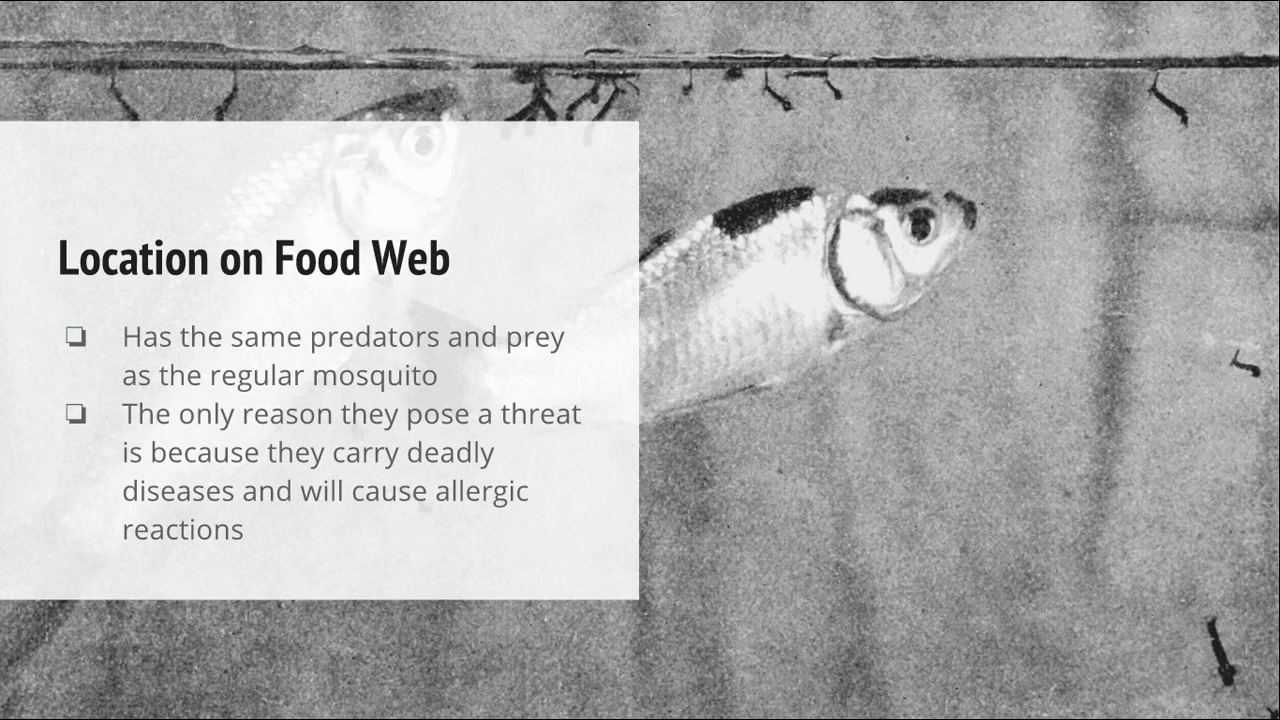 Location on Food Web
❏ Has the same predators and prey
as the regular mosquito
❏ The only reason they pose a threat
is because they carry deadly
diseases and will cause allergic
reactions